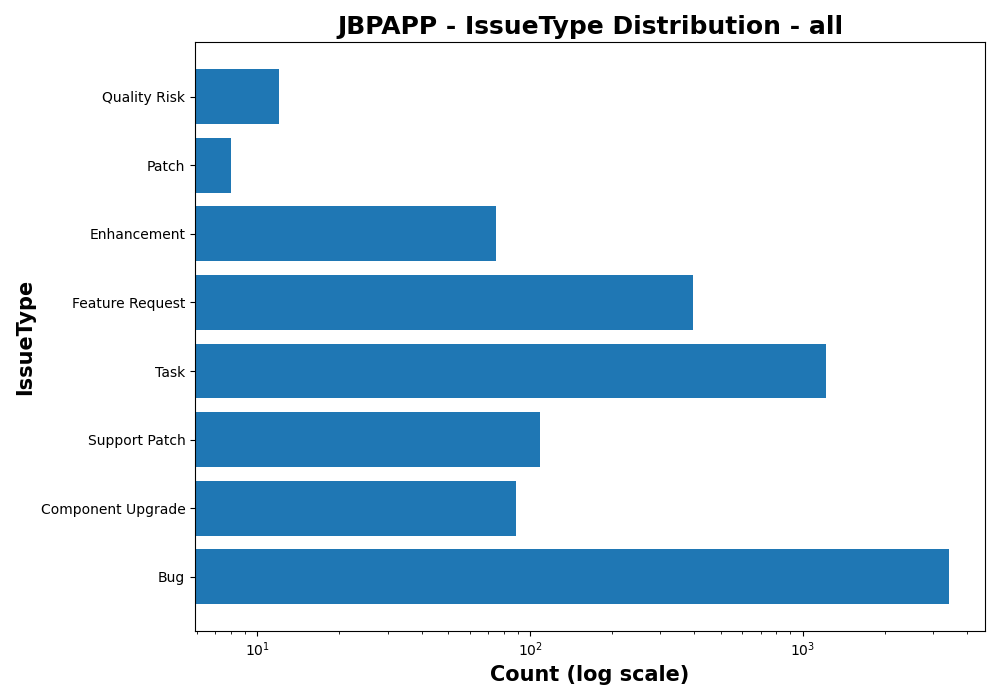 JBPAPP - IssueType Distribution - all
IssueType
Quality Risk
Patch
Enhancement
Feature Request
Task
Support Patch
Component Upgrade
Bug
10¹ 10² 10³
Count (log scale)